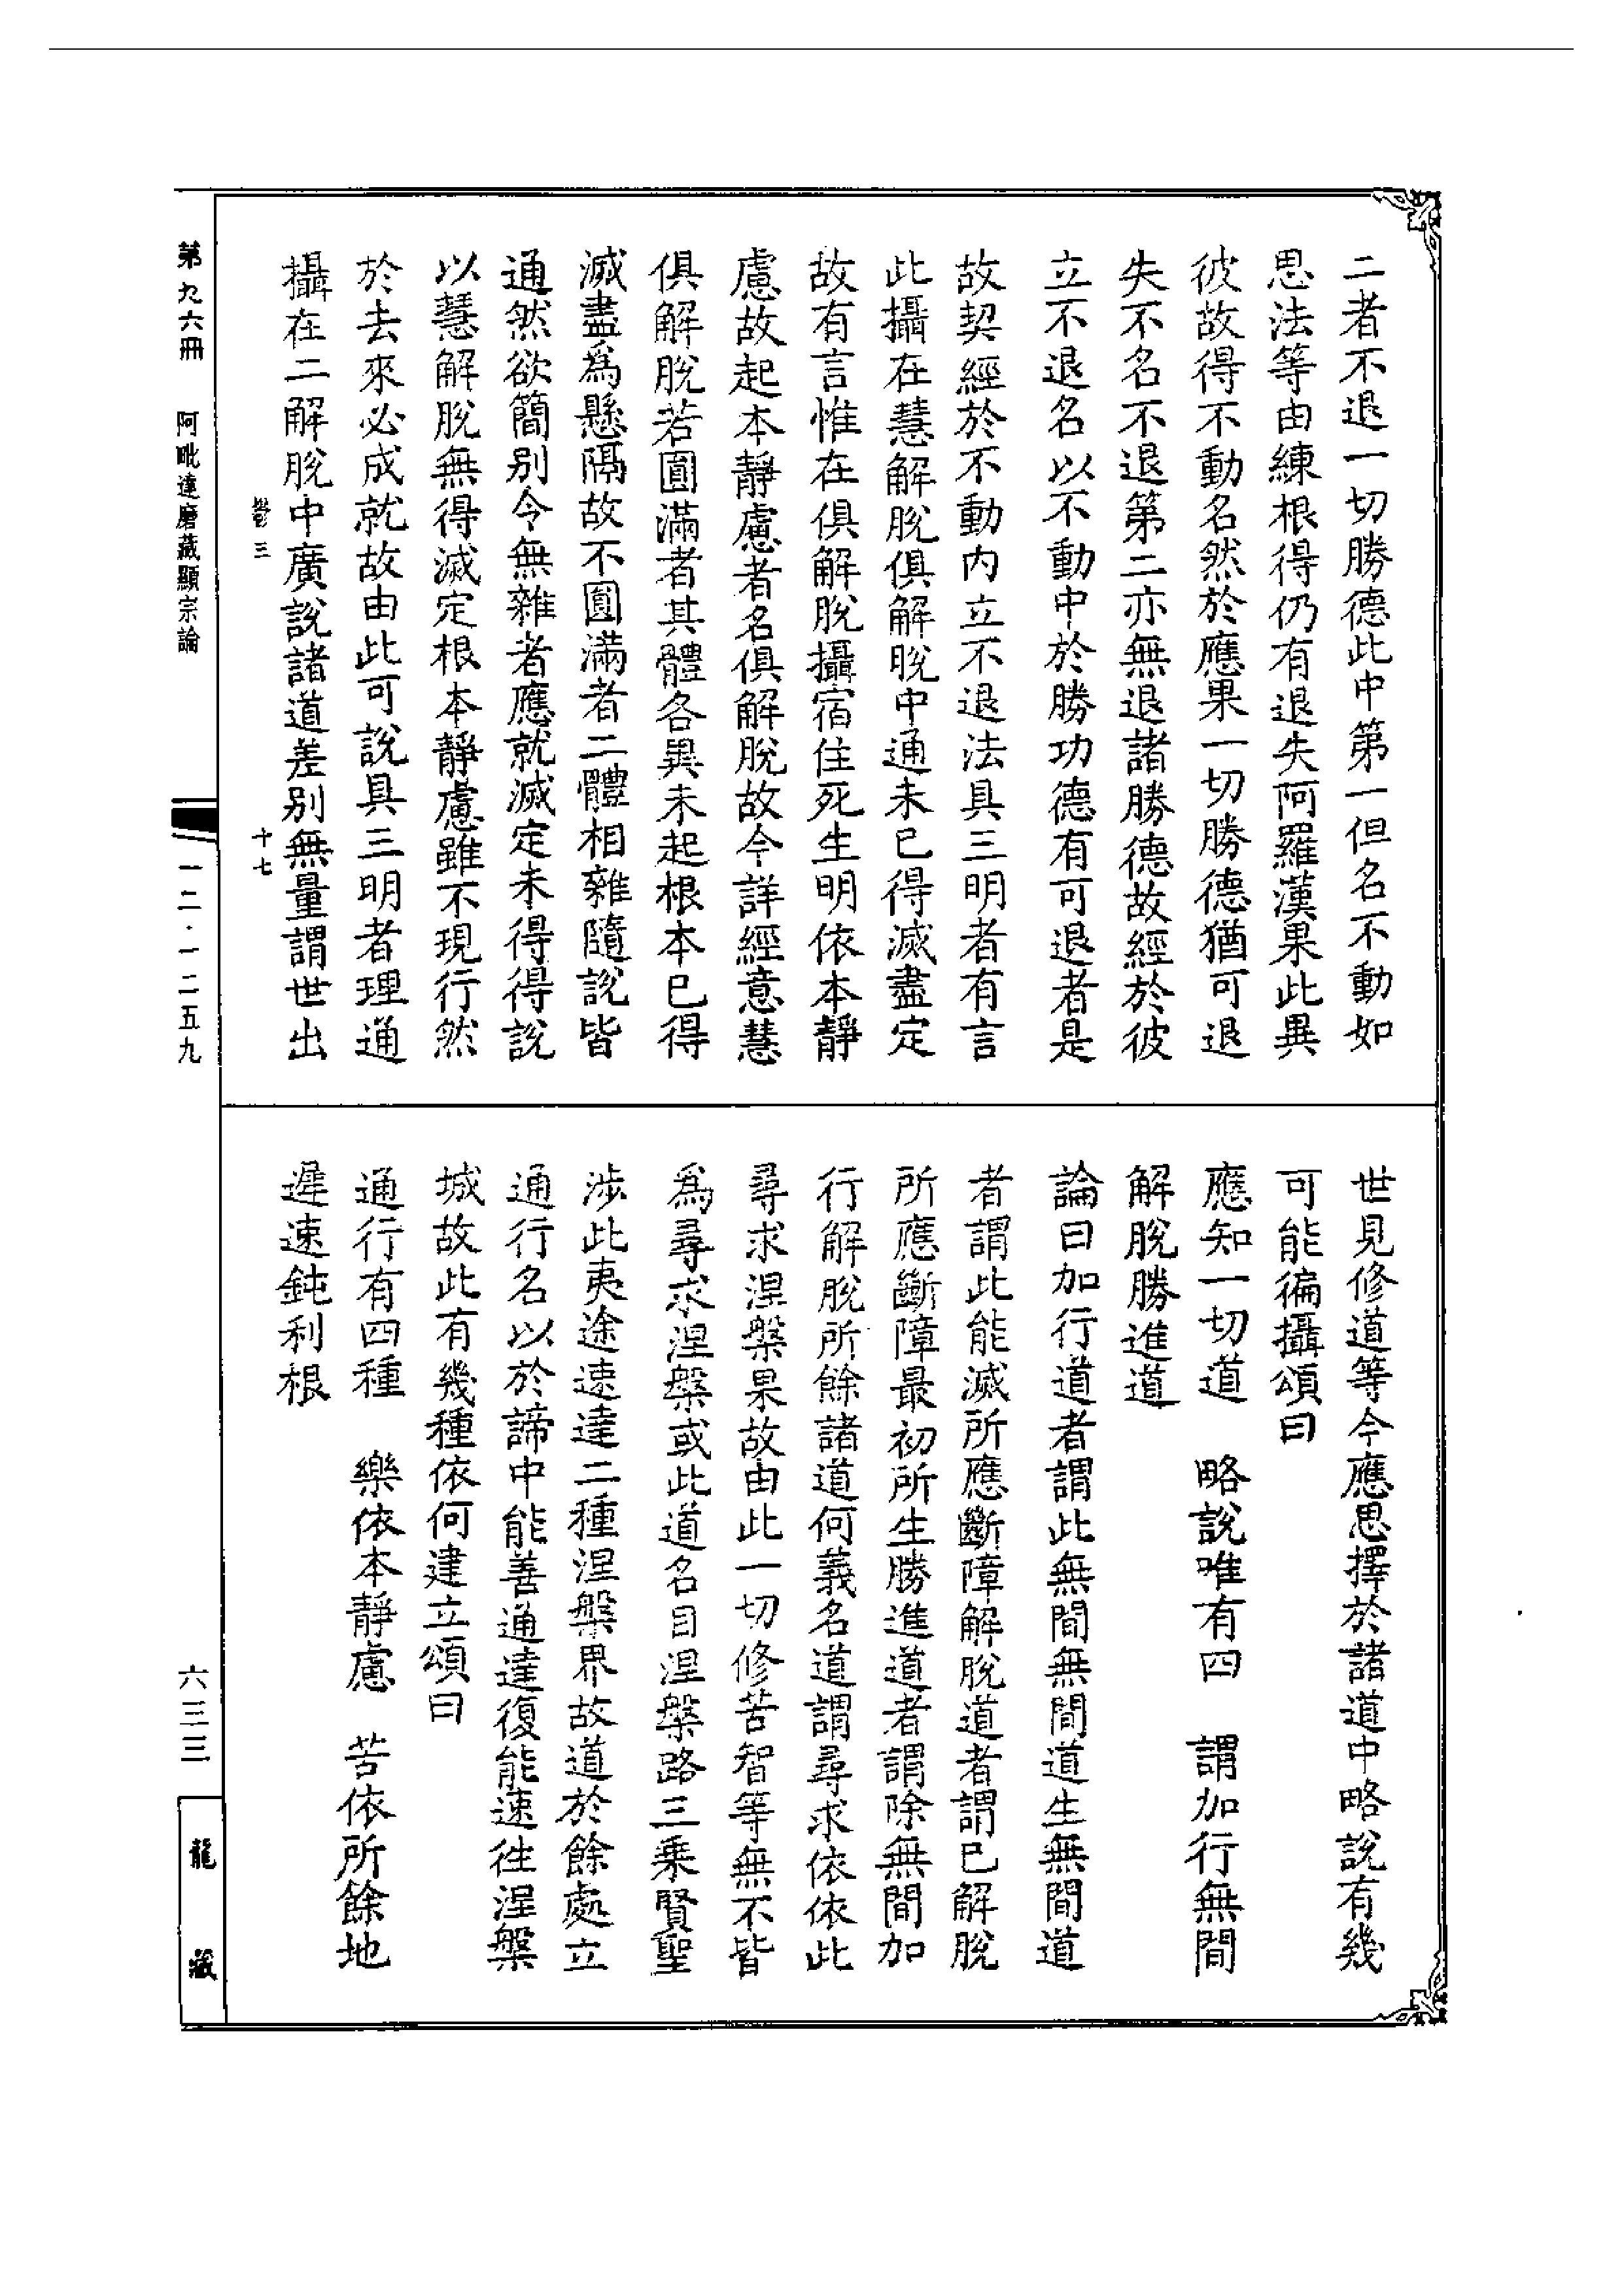 二者不退一切勝德此中第一但名不動如
思法等由練根得仍有退失阿羅漢果此異
彼故得不動名然於應果一切勝德猶可退
失不名不退第二亦無退諸勝德故經於彼
立不退名以不動中於勝功德有可退者是
故契經於不動内立不退法具三明者有言
此攝在慧解脫俱解脫中通未已得滅盡定
故有言惟在俱解脫攝宿住死生明依本靜
慮故起本靜慮者名俱解脫故今詳經意慧
俱解脫若圓滿者其體各異未起根本已得
滅盡爲懸隔故不圓滿者二體相雜隨說皆
通然欲簡别令無雜者應就滅定未得得說
以慧解脫無得滅定根本靜慮雖不現行然
於去來必成就故由此可說具三明者理通
攝在二解脫中廣說諸道差别無量謂世出
鬱三 十七
世見修道等今應思擇於諸道中略說有幾
可能徧攝頌曰
應知一切道 略說唯有四 謂加行無間
解脫勝進道
論曰加行道者謂此無間無間道生無間道
者謂此能滅所應斷障解脫道者謂已解脫
所應斷障最初所生勝進道者謂除無間加
行解脫所餘諸道何義名道謂尋求依依此
尋求涅槃果故由此一切修苦智等無不皆
爲尋求涅槃或此道名目涅槃路三乘賢聖
涉此夷途速達二種涅槃界故道於餘處立
通行名以於諦中能善通達復能速往涅槃
城故此有幾種依何建立頌曰
通行有四種 樂依本靜慮 苦依所餘地
遲速鈍利根
第九六冊 阿毗達磨藏顯宗論
一二·一二五九
六三三
龍藏